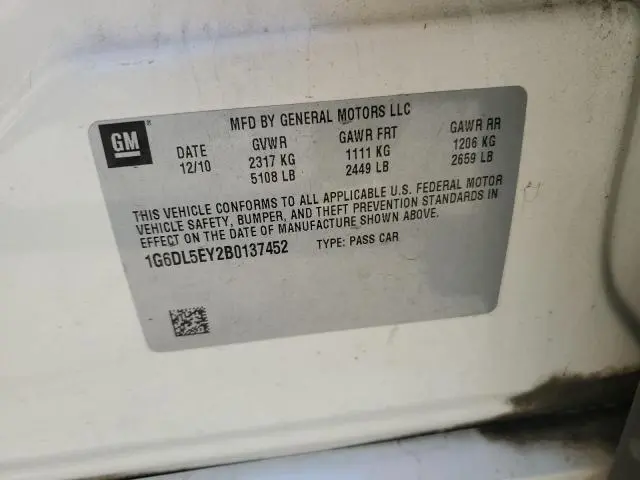 MFD BY GENERAL MOTORS LLC
GM
DATE GVWR GAWR FRT GAWR RR
12/10 2317 KG 1111 KG 1206 KG
5108 LB 2449 LB 2659 LB
THIS VEHICLE CONFORMS TO ALL APPLICABLE U.S. FEDERAL MOTOR
VEHICLE SAFETY, BUMPER, AND THEFT PREVENTION STANDARDS IN
EFFECT ON THE DATE OF MANUFACTURE SHOWN ABOVE.
1G6DL5EY2B0137452 TYPE: PASS CAR